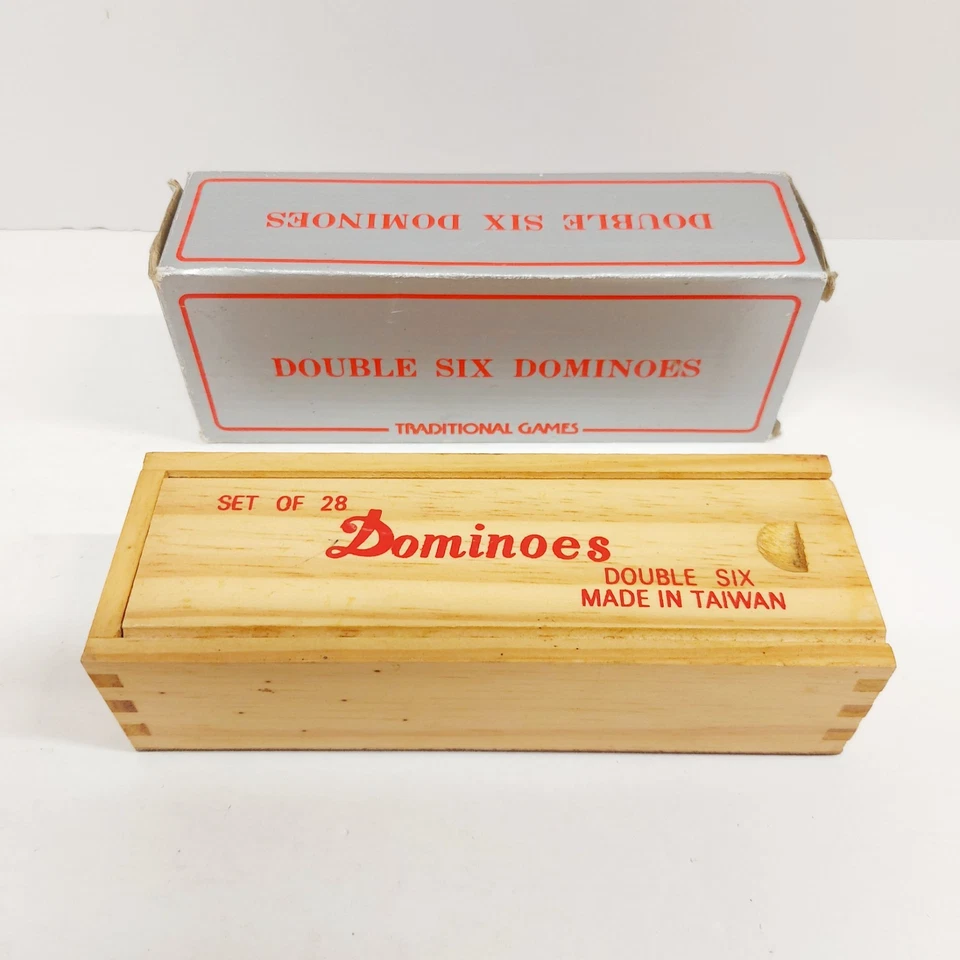 DOUBLE SIX DOMINOES
DOUBLE SIX DOMINOES
TRADITIONAL GAMES
SET OF 28
Dominoes
DOUBLE SIX
MADE IN TAIWAN